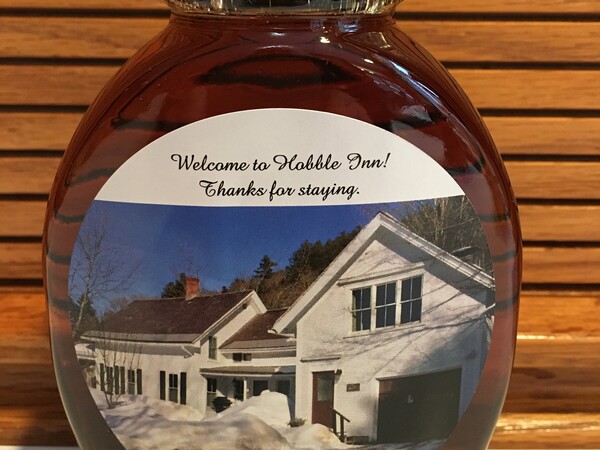 Welcome to Hobble Inn!
Thanks for staying.